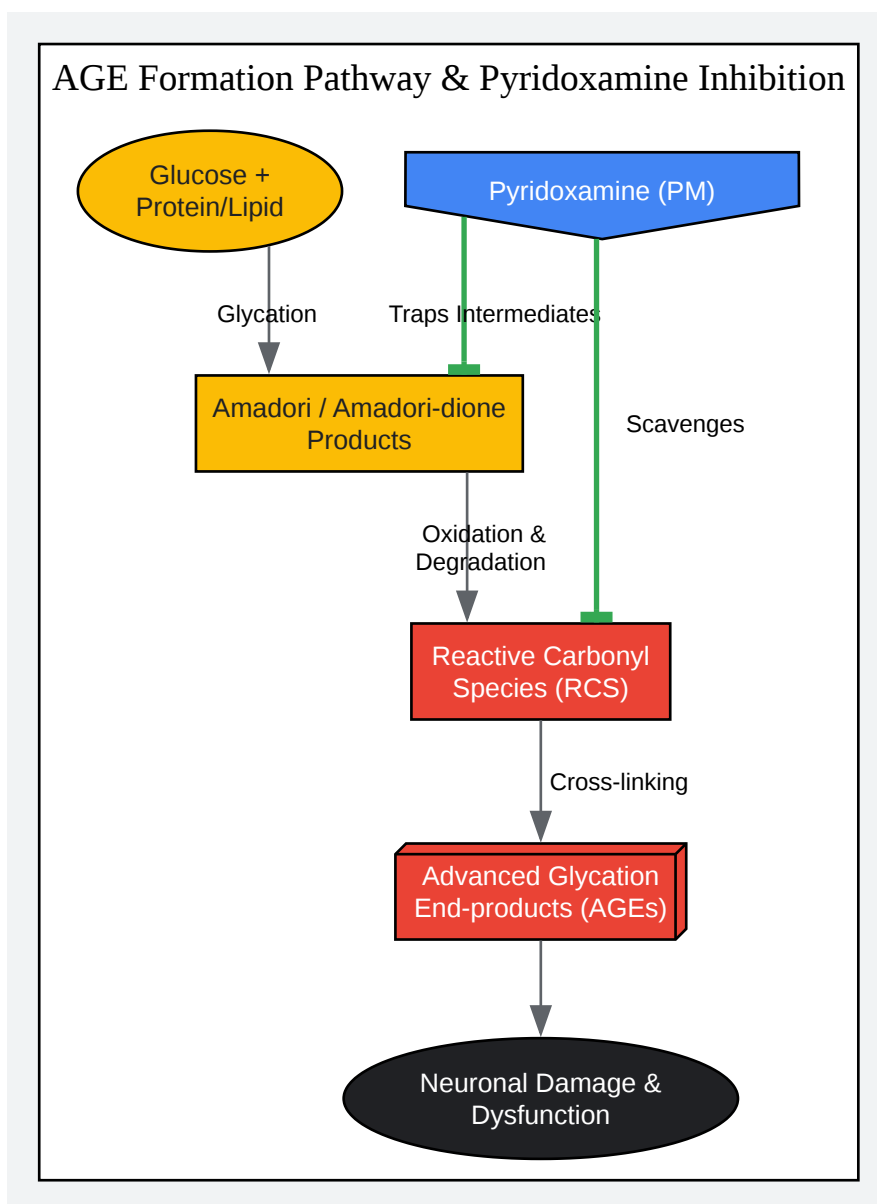 AGE Formation Pathway & Pyridoxamine Inhibition
Glucose +
Protein/Lipid
Pyridoxamine (PM)
Glycation
Traps Intermediates
Amadori / Amadori-dione
Products
Scavenges
Oxidation &
Degradation
Reactive Carbonyl
Species (RCS)
Cross-linking
Advanced Glycation
End-products (AGEs)
Neuronal Damage &
Dysfunction